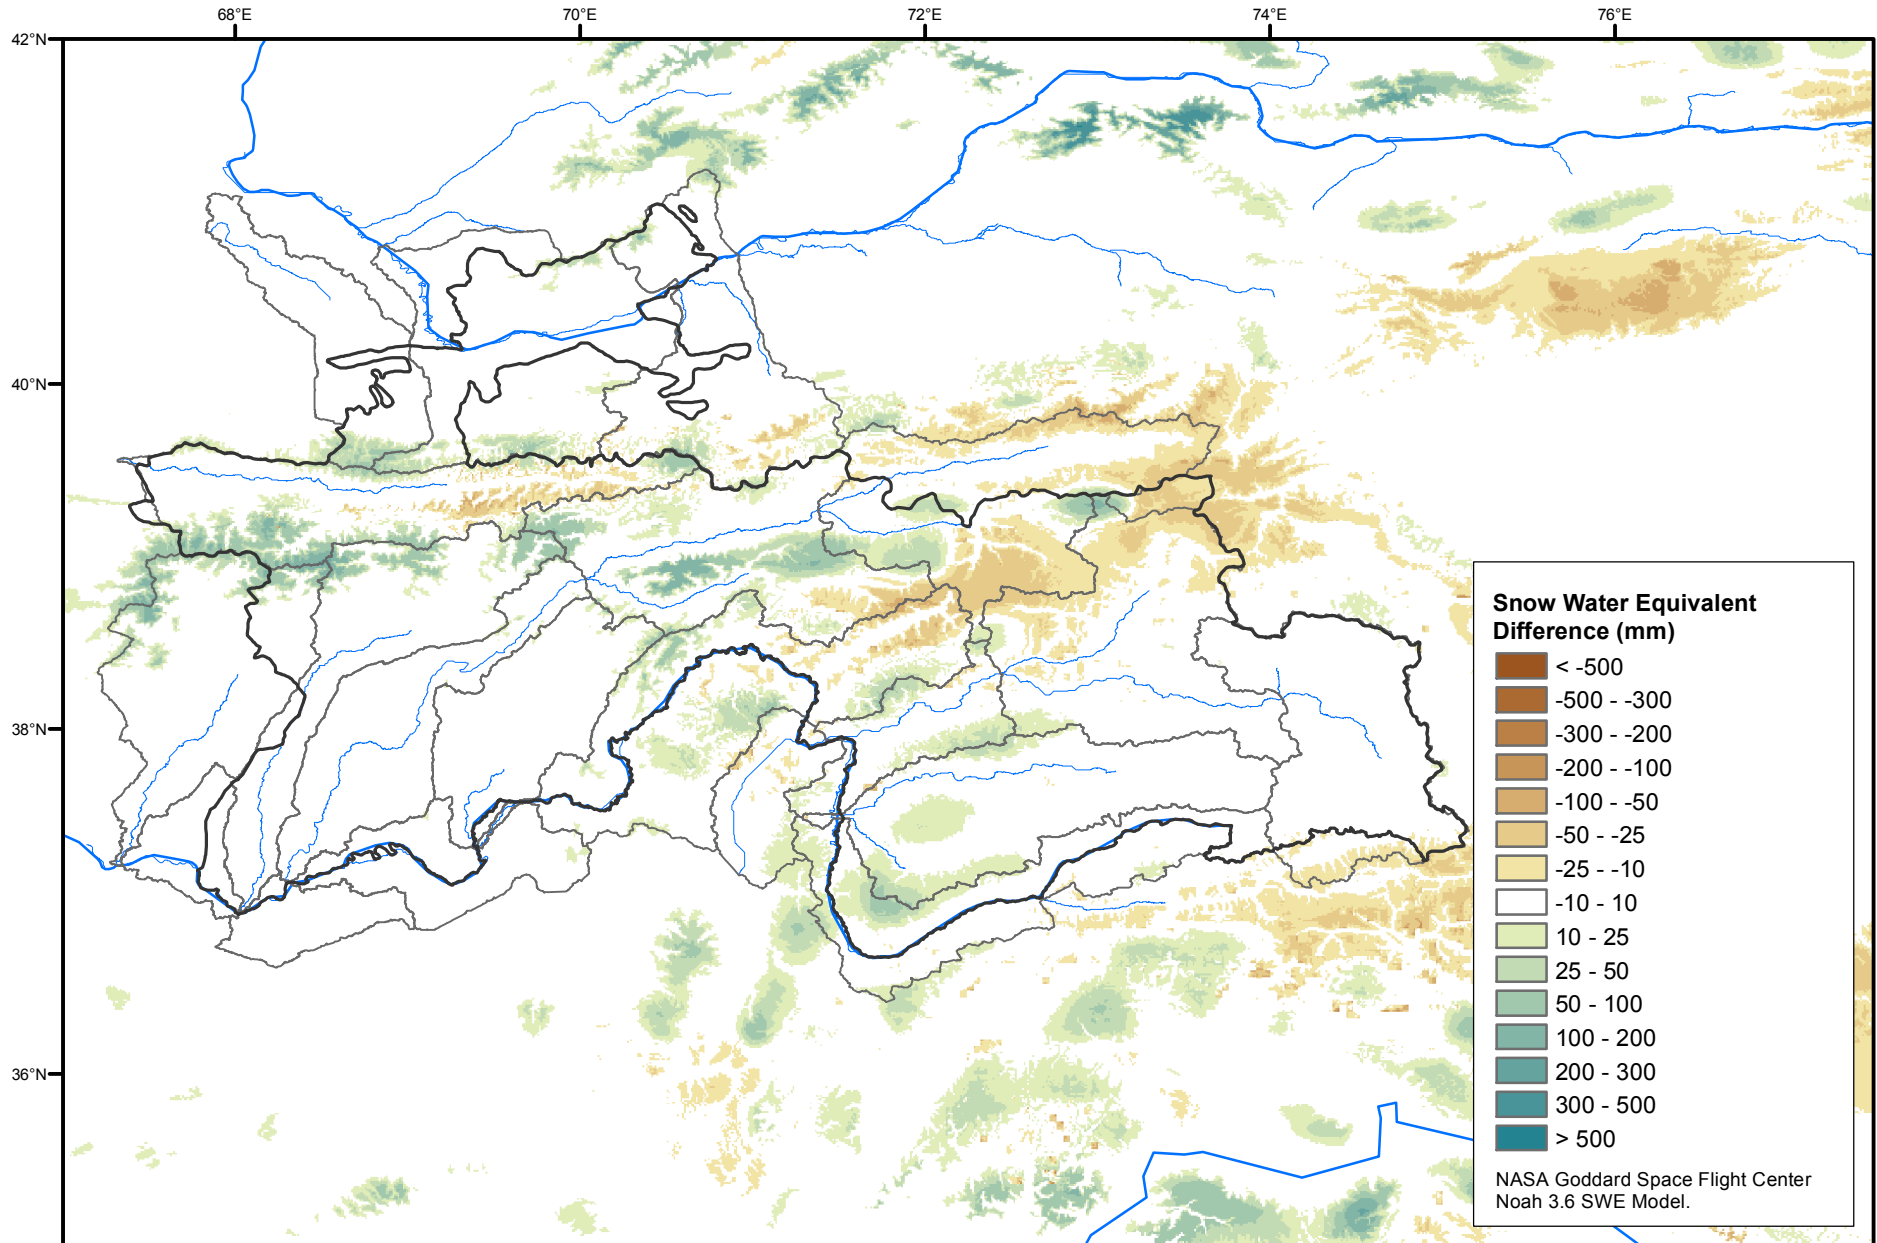 68°E
70°E
72°E
74°E
76°E
42°N
40°N
38°N
36°N
Snow Water Equivalent
Difference (mm)
< -500
-500 - -300
-300 - -200
-200 - -100
-100 - -50
-50 - -25
-25 - -10
-10 - 10
10 - 25
25 - 50
50 - 100
100 - 200
200 - 300
300 - 500
> 500
NASA Goddard Space Flight Center
Noah 3.6 SWE Model.